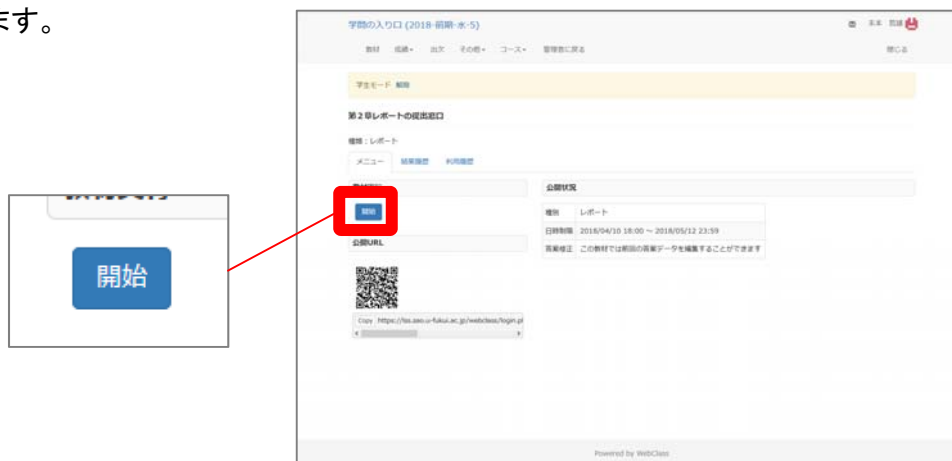 ます。
学問の入り口 (2018-前期-水-5)
教材 成績 出欠 その他 コース 管理者に戻る 閉じる
学生モード 解除
第2章レポートの提出窓口
種類：レポート
メニュー 結果履歴 利用履歴
公開状況
開始
開始
種別 レポート
日時制限 2018/04/10 18:00 ～ 2018/05/12 23:59
答案修正 この教材では前回の答案データを編集することができます
公開URL
Copy https://lss.aeo.u-fukui.ac.jp/webclass/login.pl
Powered by WebClass